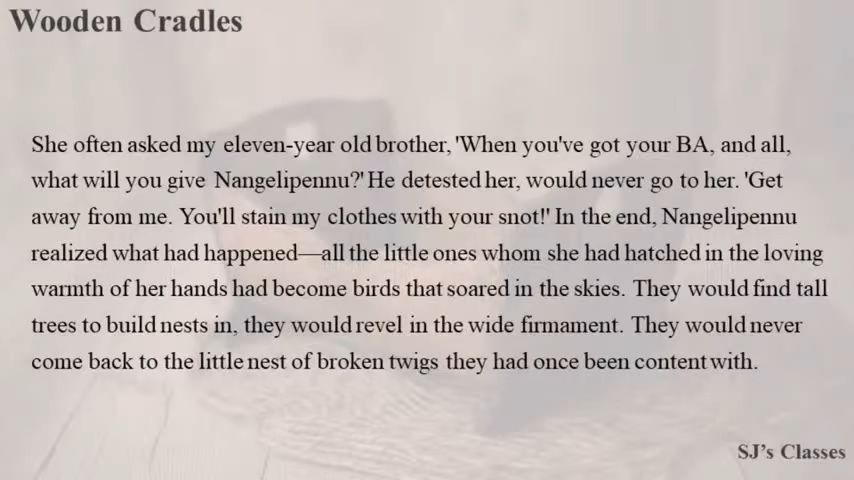 Wooden Cradles
She often asked my eleven-year old brother, 'When you've got your BA, and all,
what will you give Nangelipennu?' He detested her, would never go to her. 'Get
away from me. You'll stain my clothes with your snot!' In the end, Nangelipennu
realized what had happened—all the little ones whom she had hatched in the loving
warmth of her hands had become birds that soared in the skies. They would find tall
trees to build nests in, they would revel in the wide firmament. They would never
come back to the little nest of broken twigs they had once been content with.
SJ's Classes